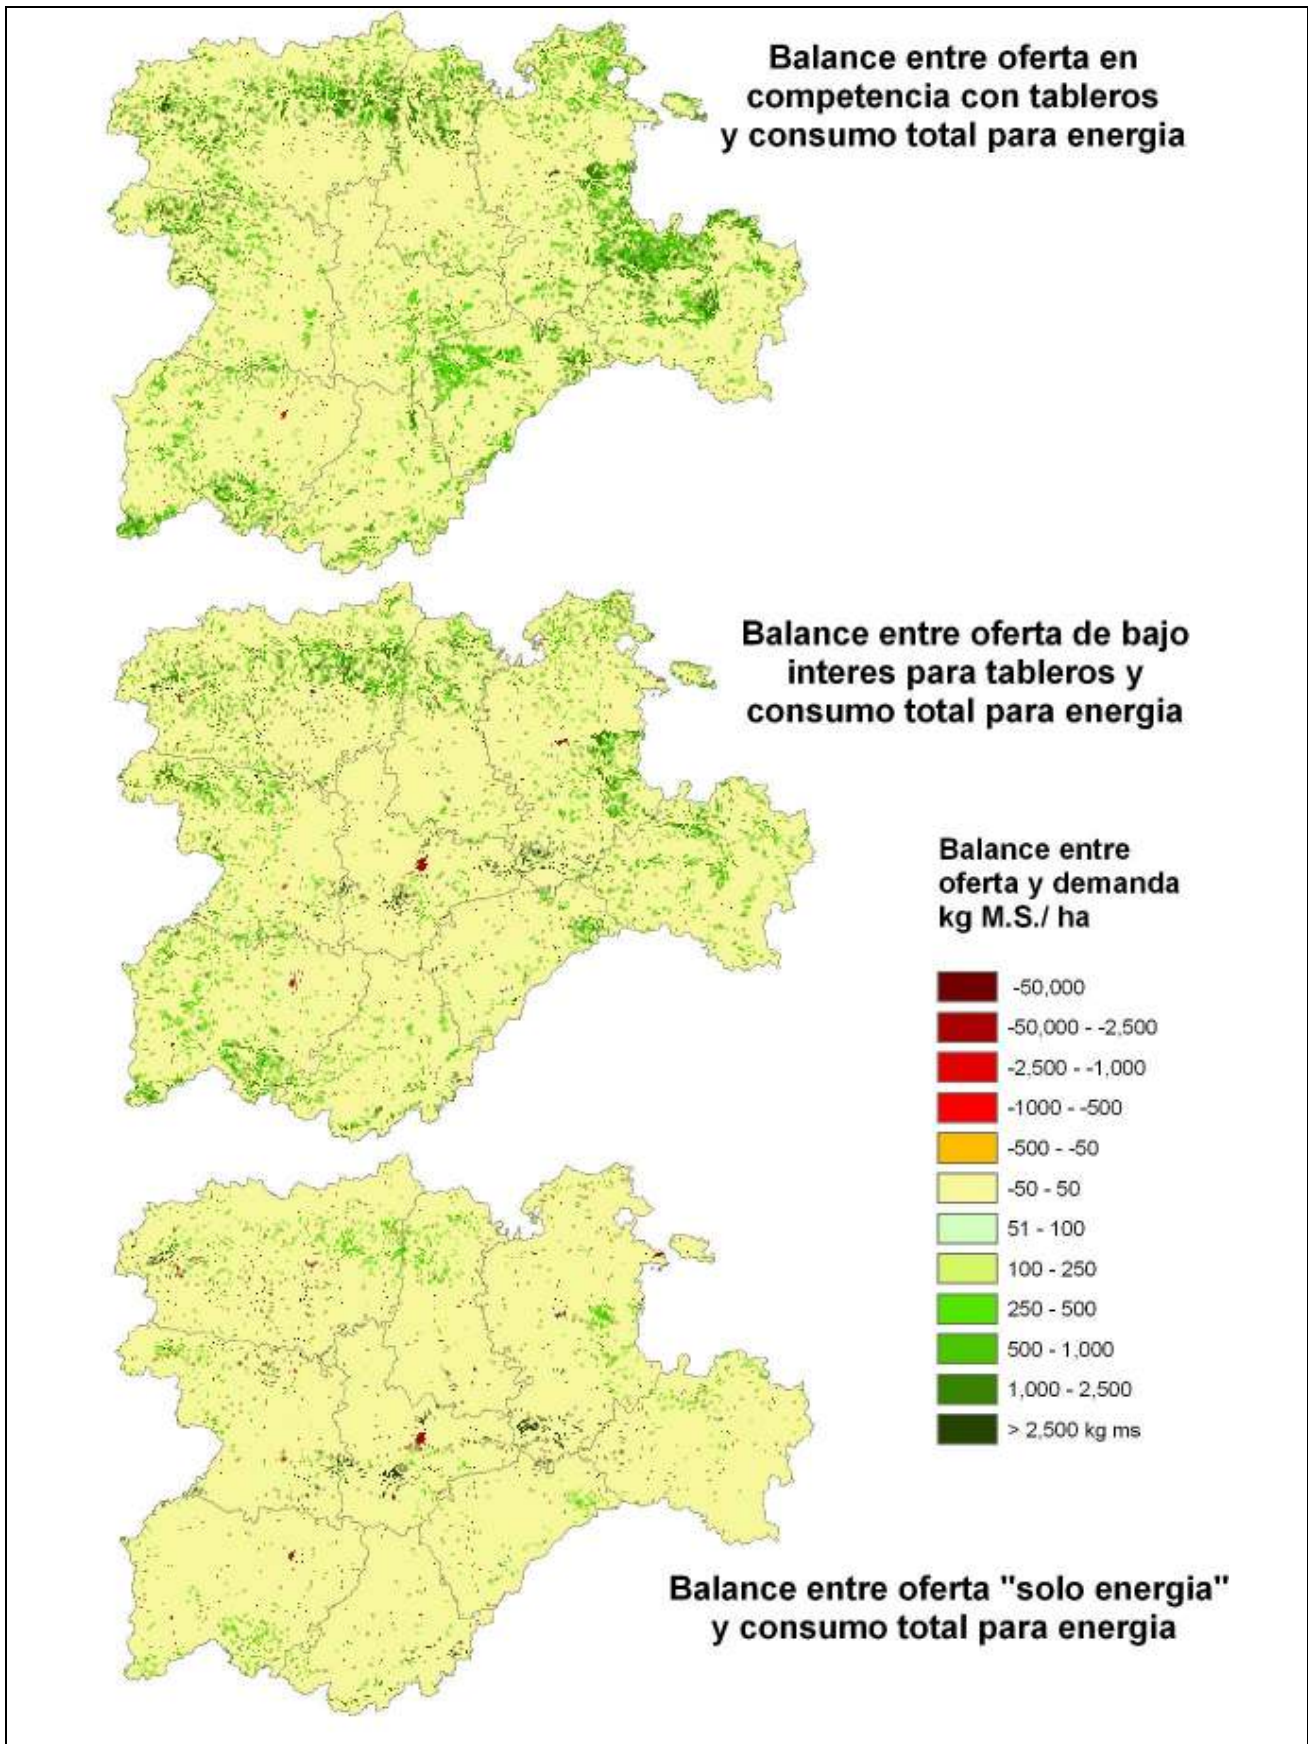 Balance entre oferta en
competencia con tableros
y consumo total para energia
Balance entre oferta de bajo
interes para tableros y
consumo total para energia
Balance entre
oferta y demanda
kg M.S./ ha
-50,000
-50,000 - -2,500
-2,500 - -1,000
-1000 - -500
-500 - -50
-50 - 50
51 - 100
100 - 250
250 - 500
500 - 1,000
1,000 - 2,500
> 2,500 kg ms
Balance entre oferta "solo energia"
y consumo total para energia